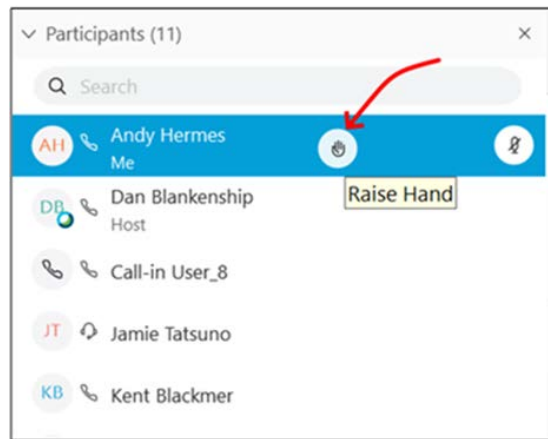 Participants (11)
Search
AH Andy Hermes
Me
Raise Hand
DB Dan Blankenship
Host
Call-in User_8
JT Jamie Tatsuno
KB Kent Blackmer